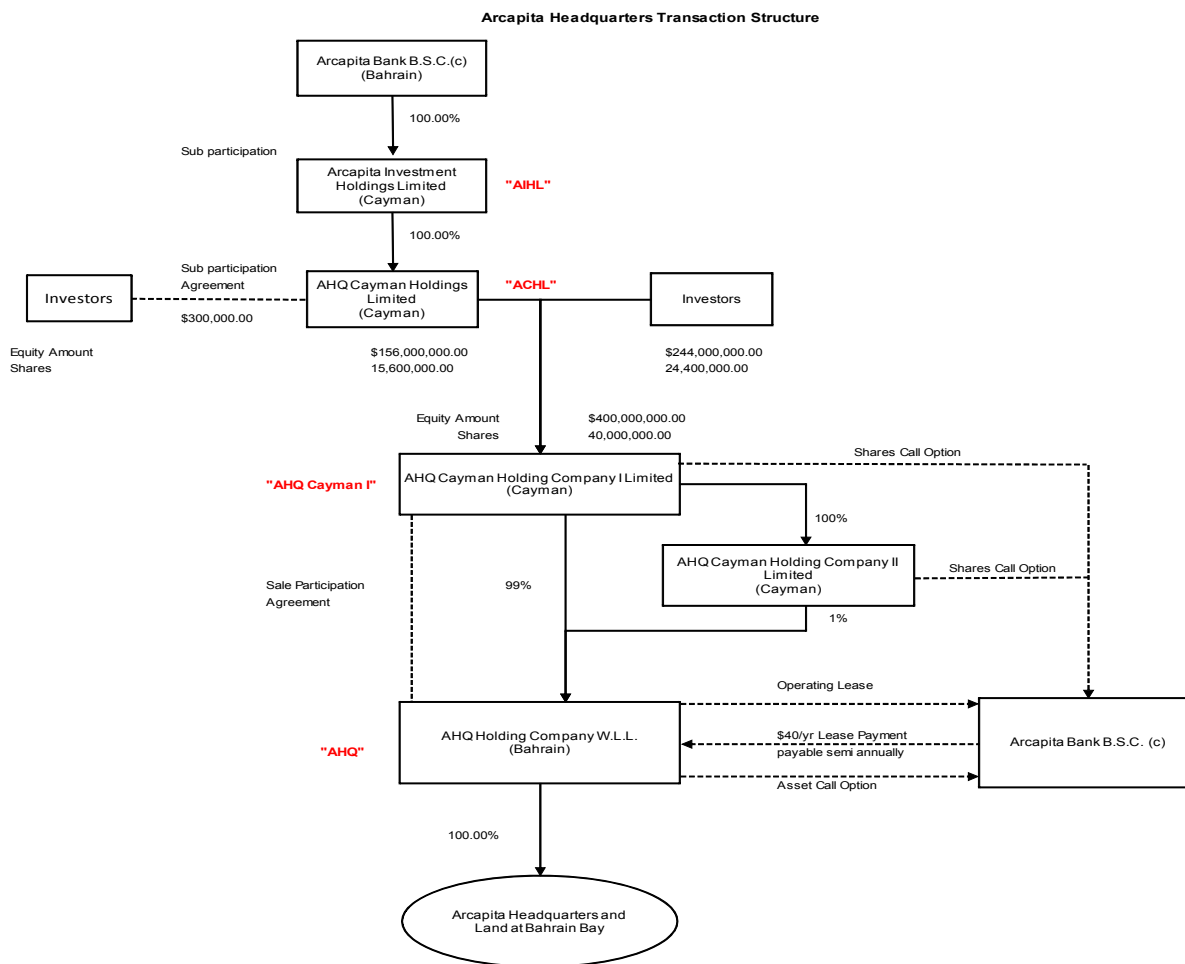 Arcapita Headquarters Transaction Structure
Arcapita Bank B.S.C.(c)
(Bahrain)
100.00%
Sub participation
Arcapita Investment
Holdings Limited
(Cayman)
"AIHL"
100.00%
Investors
Sub participation
Agreement
$300,000.00
AHQ Cayman Holdings
Limited
(Cayman)
"ACHL"
Investors
Equity Amount
Shares
$156,000,000.00
15,600,000.00
$244,000,000.00
24,400,000.00
Equity Amount
Shares
$400,000,000.00
40,000,000.00
Shares Call Option
"AHQ Cayman I"
AHQ Cayman Holding Company I Limited
(Cayman)
100%
AHQ Cayman Holding Company II
Limited
(Cayman)
Shares Call Option
Sale Participation
Agreement
99%
1%
Operating Lease
"AHQ"
AHQ Holding Company W.L.L.
(Bahrain)
$40/yr Lease Payment
payable semi annually
Arcapita Bank B.S.C. (c)
Asset Call Option
100.00%
Arcapita Headquarters and
Land at Bahrain Bay